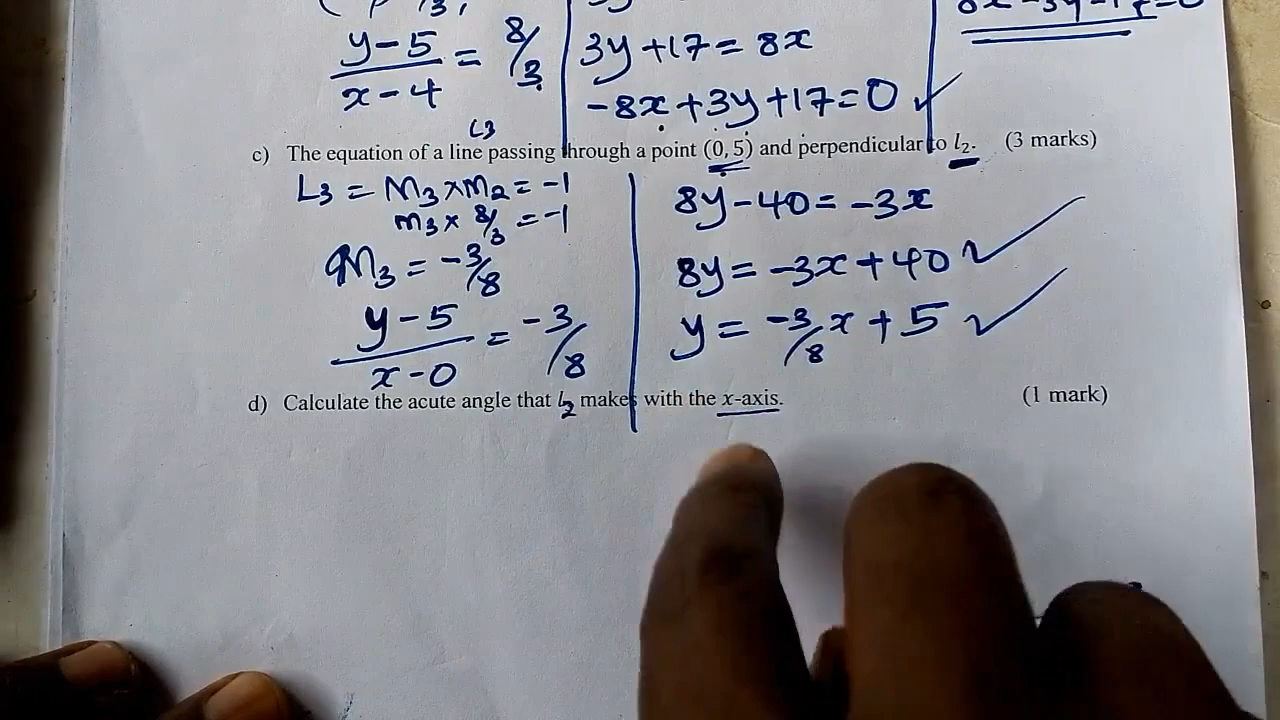 y-5 / x-4 = 8/3
3y+17 = 8x
-8x+3y+17=0 ✓
L3
c) The equation of a line passing through a point (0, 5) and perpendicular to l₂. (3 marks)
L3 = M3 x M2 = -1
m3 x 8/3 = -1
M3 = -3/8
y-5 / x-0 = -3/8
8y-40 = -3x
8y = -3x+40 ✓
y = -3/8 x + 5 ✓
d) Calculate the acute angle that l₂ makes with the x-axis. (1 mark)